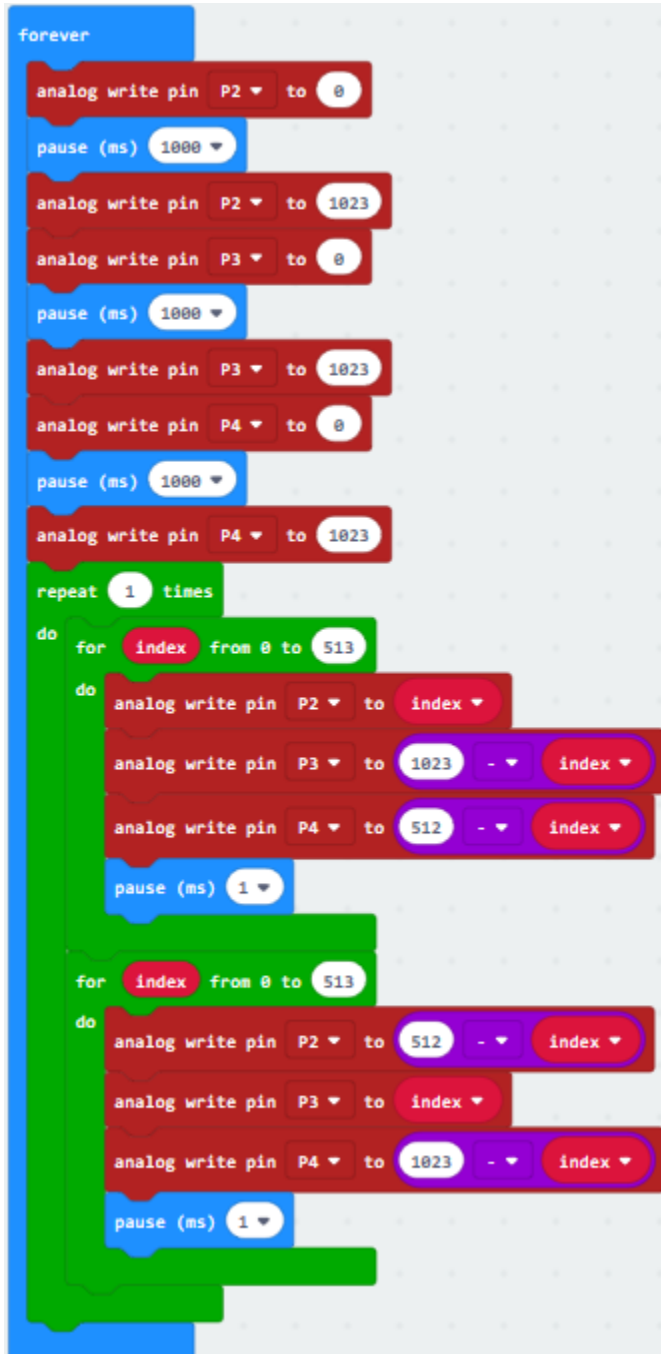 forever
analog write pin P2 to 0
pause (ms) 1000
analog write pin P2 to 1023
analog write pin P3 to 0
pause (ms) 1000
analog write pin P3 to 1023
analog write pin P4 to 0
pause (ms) 1000
analog write pin P4 to 1023
repeat 1 times
do
for index from 0 to 513
do
analog write pin P2 to index
analog write pin P3 to 1023 - index
analog write pin P4 to 512 - index
pause (ms) 1
for index from 0 to 513
do
analog write pin P2 to 512 - index
analog write pin P3 to index
analog write pin P4 to 1023 - index
pause (ms) 1